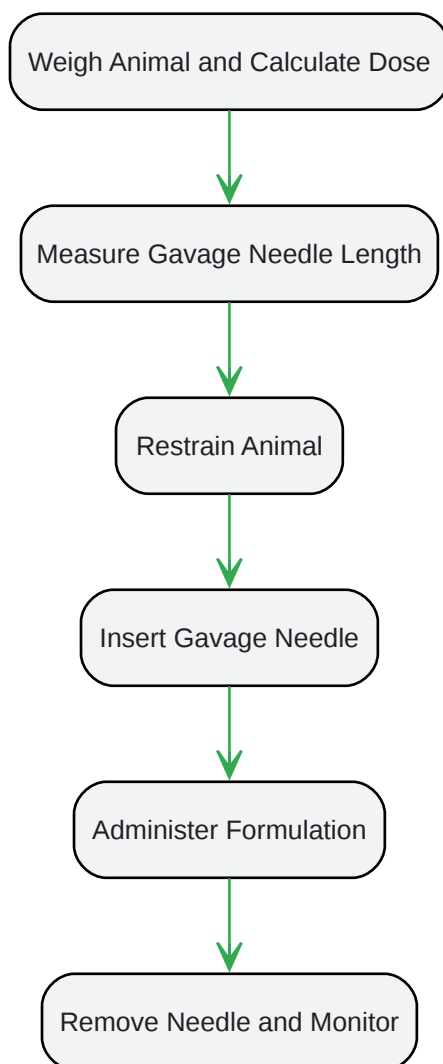 Weigh Animal and Calculate Dose
Measure Gavage Needle Length
Restrain Animal
Insert Gavage Needle
Administer Formulation
Remove Needle and Monitor